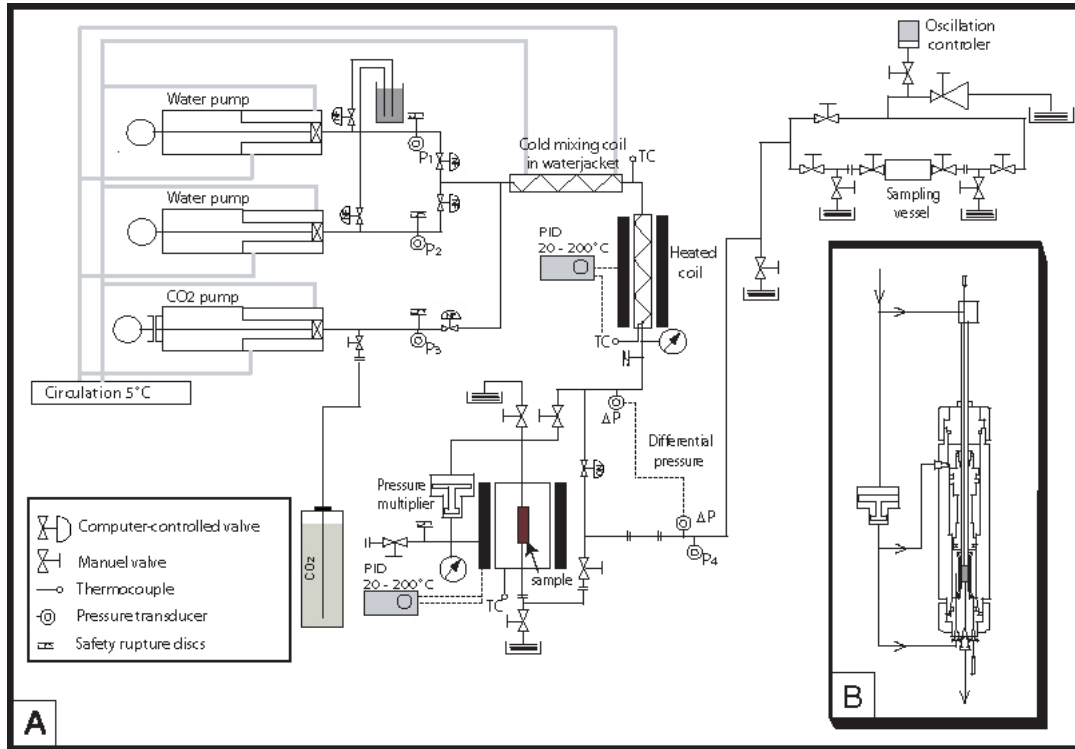 Oscillation
controler
Water pump
P1
Cold mixing coil
in waterjacket
TC
Sampling
vessel
Water pump
P2
PID
20 - 200°C
Heated
coil
CO2 pump
P3
TC
Circulation 5°C
ΔP
Differential
pressure
Pressure
multiplier
ΔP
P4
sample
PID
20 - 200°C
TC
CO2
Computer-controlled valve
Manuel valve
Thermocouple
Pressure transducer
Safety rupture discs
A
B